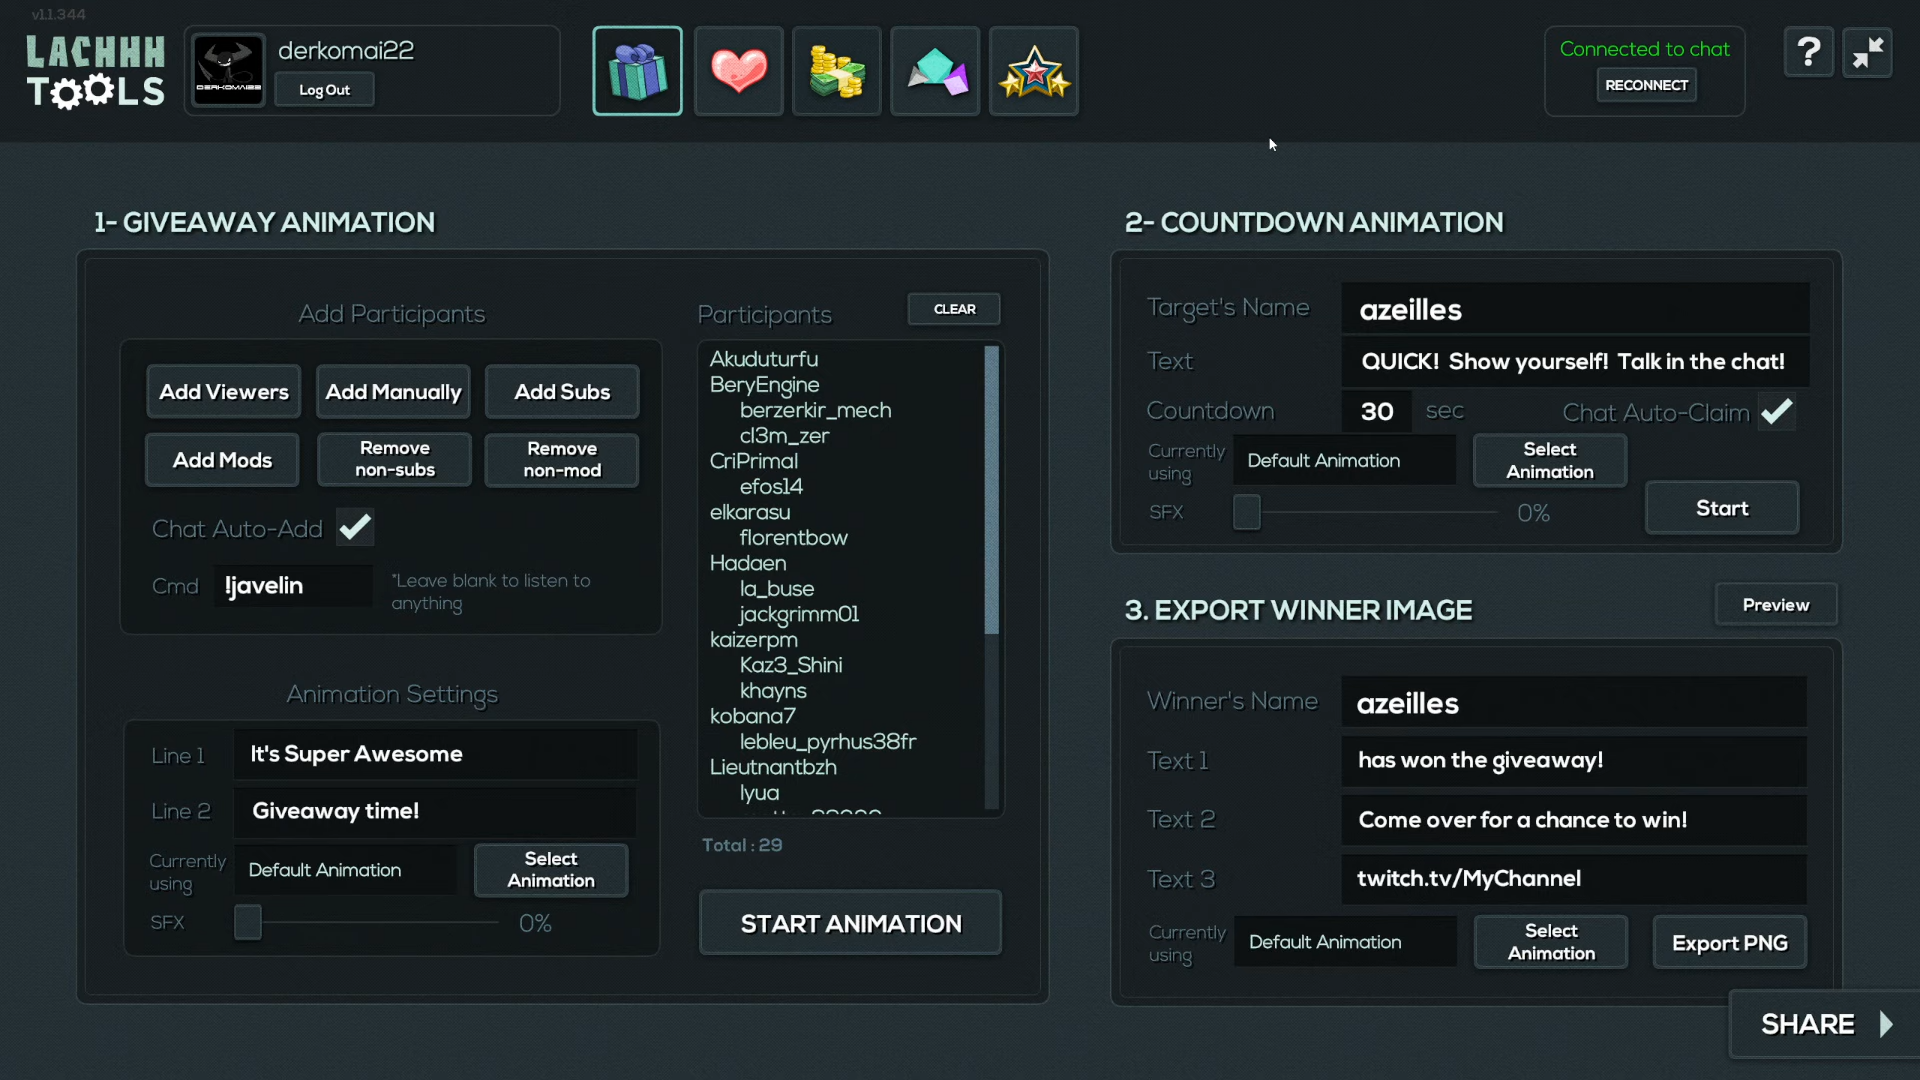 v1.1.344
LACHHH
TOOLS
DERKOMAI22
derkomai22
Log Out
Connected to chat
RECONNECT
?
1- GIVEAWAY ANIMATION
Add Participants
Add Viewers
Add Manually
Add Subs
Add Mods
Remove
non-subs
Remove
non-mod
Chat Auto-Add
Cmd
!javelin
*Leave blank to listen to
anything
Animation Settings
Line 1
It's Super Awesome
Line 2
Giveaway time!
Currently
using
Default Animation
Select
Animation
SFX
0%
Participants
CLEAR
Akuduturfu
BeryEngine
berzerkir_mech
cl3m_zer
CriPrimal
efos14
elkarasu
florentbow
Hadaen
la_buse
jackgrimm01
kaizerpm
Kaz3_Shini
khayns
kobana7
lebleu_pyrhus38fr
Lieutnantbzh
lyua
Total : 29
START ANIMATION
2- COUNTDOWN ANIMATION
Target's Name
azeilles
Text
QUICK! Show yourself! Talk in the chat!
Countdown
30
sec
Chat Auto-Claim
Currently
using
Default Animation
Select
Animation
SFX
0%
Start
3. EXPORT WINNER IMAGE
Preview
Winner's Name
azeilles
Text 1
has won the giveaway!
Text 2
Come over for a chance to win!
Text 3
twitch.tv/MyChannel
Currently
using
Default Animation
Select
Animation
Export PNG
SHARE